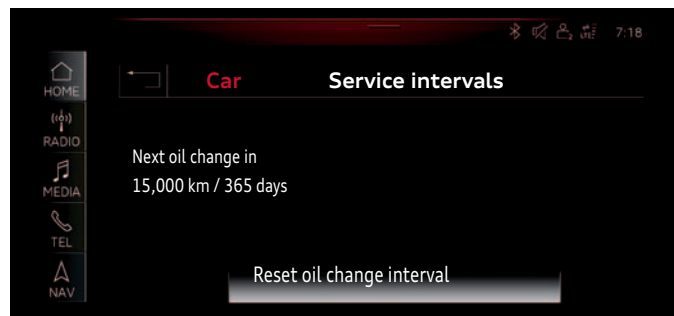 7:18
HOME
Car Service intervals
RADIO
Next oil change in
15,000 km / 365 days
MEDIA
TEL
Reset oil change interval
NAV